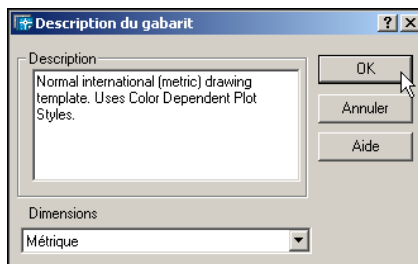 Description du gabarit
Description
Normal international (metric) drawing
template. Uses Color Dependent Plot
Styles.
OK
Annuler
Aide
Dimensions
Métrique